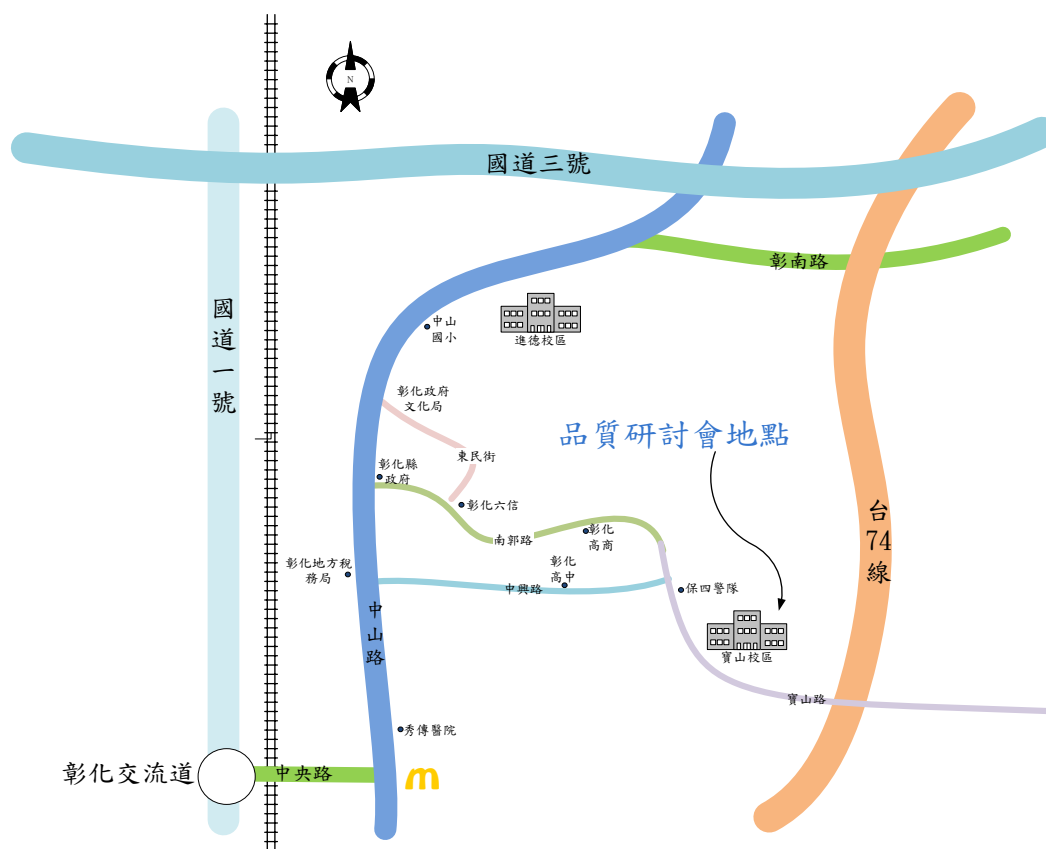 N
國道三號
彰南路
國道一號
中山
國小
進德校區
彰化政府
文化局
品質研討會地點
東民街
彰化縣
政府
彰化六信
台74線
南郭路
彰化
高商
彰化地方稅
務局
彰化
高中
中興路
保四警隊
中山路
寶山校區
寶山路
秀傳醫院
彰化交流道
中央路